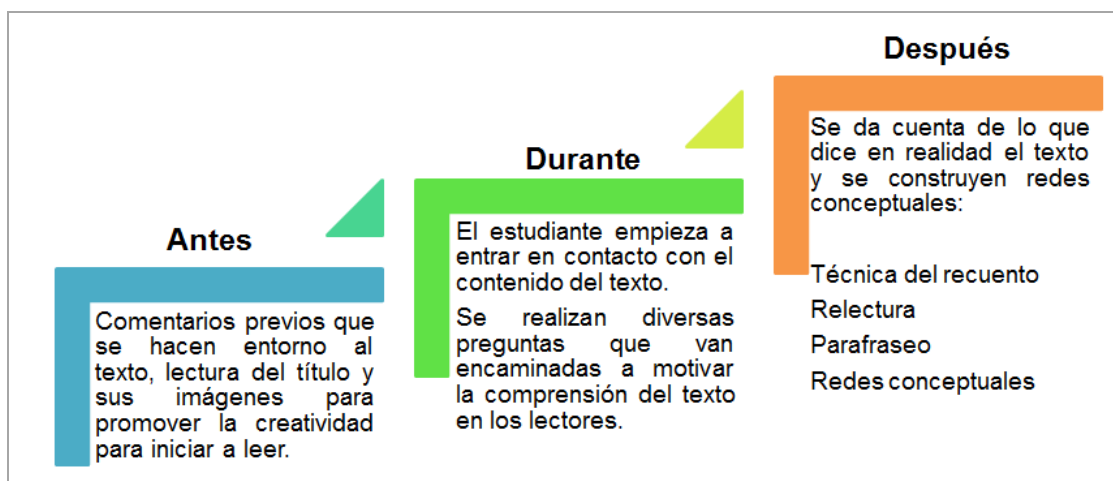 Antes
Comentarios previos que
se hacen entorno al
texto, lectura del título y
sus imágenes para
promover la creatividad
para iniciar a leer.
Durante
El estudiante empieza a
entrar en contacto con el
contenido del texto.
Se realizan diversas
preguntas que van
encaminadas a motivar
la comprensión del texto
en los lectores.
Después
Se da cuenta de lo que
dice en realidad el texto
y se construyen redes
conceptuales:
Técnica del recuento
Relectura
Parafraseo
Redes conceptuales